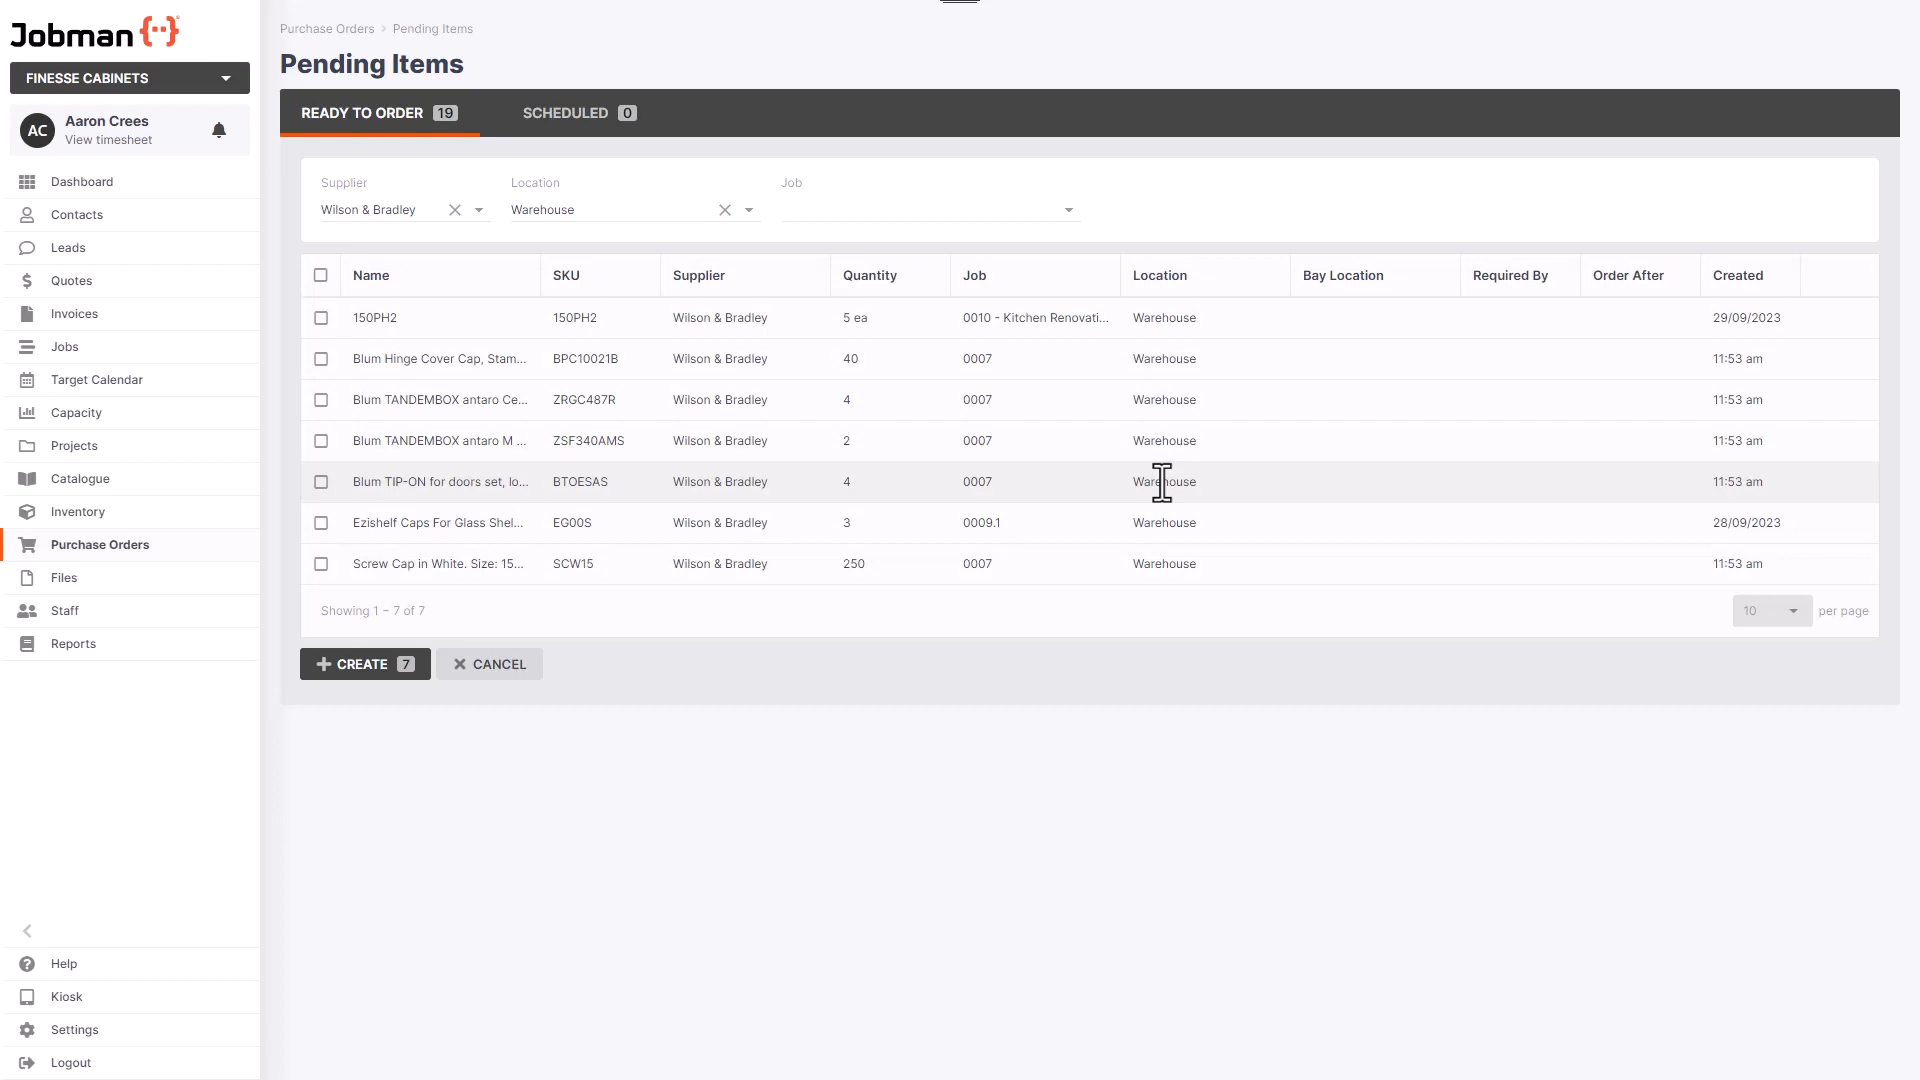 Jobman {··}
FINESSE CABINETS
AC
Aaron Crees
View timesheet
Dashboard
Contacts
Leads
Quotes
Invoices
Jobs
Target Calendar
Capacity
Projects
Catalogue
Inventory
Purchase Orders
Files
Staff
Reports
Help
Kiosk
Settings
Logout
Purchase Orders › Pending Items
Pending Items
READY TO ORDER 19 SCHEDULED 0
Supplier Location Job
Wilson & Bradley Warehouse
Name SKU Supplier Quantity Job Location Bay Location Required By Order After Created
150PH2 150PH2 Wilson & Bradley 5 ea 0010 - Kitchen Renovati... Warehouse 29/09/2023
Blum Hinge Cover Cap, Stam... BPC10021B Wilson & Bradley 40 0007 Warehouse 11:53 am
Blum TANDEMBOX antaro Ce... ZRGC487R Wilson & Bradley 4 0007 Warehouse 11:53 am
Blum TANDEMBOX antaro M ... ZSF340AMS Wilson & Bradley 2 0007 Warehouse 11:53 am
Blum TIP-ON for doors set, lo... BTOESAS Wilson & Bradley 4 0007 Warehouse 11:53 am
Ezishelf Caps For Glass Shel... EG00S Wilson & Bradley 3 0009.1 Warehouse 28/09/2023
Screw Cap in White. Size: 15... SCW15 Wilson & Bradley 250 0007 Warehouse 11:53 am
Showing 1 – 7 of 7 10 per page
CREATE 7 CANCEL